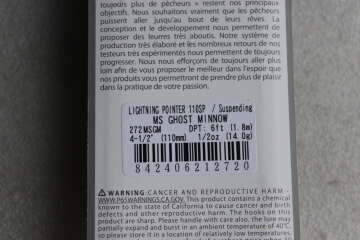 toujours plus de pêcheurs » restent nos principaux
objectifs. Nous souhaitons vraiment que les pêcheurs
puissent aller jusqu'au bout de leurs rêves. La
conception et le développement nous permettent de
proposer des leurres très aboutis. Notre système de
production très élaboré et les nombreux retours de nos
testeurs très expérimentés nous permettent de toujours
progresser. Nous nous efforçons de toujours aller plus
loin afin de vous proposer le meilleur dans l'espoir que
nos produits vous permettront de prendre plus de plaisir
dans la pratique de votre passion.
LIGHTNING POINTER 110SP / Suspending
MS GHOST MINNOW
272MSGM DPT: 6ft (1.8m)
4-1/2" (110mm) 1/2oz (14.0g)
842406212720
⚠ WARNING:CANCER AND REPRODUCTIVE HARM -
WWW.P65WARNINGS.CA.GOV. This product contains a chemical
known to the state of California to cause cancer and birth
defects and other reproductive harm. The hooks on this
product are sharp. Please handle with care.also, the lure may
partially expand and burst in an ambient temperature of 40°C,
so please store it in a location of relatively low temperatures.